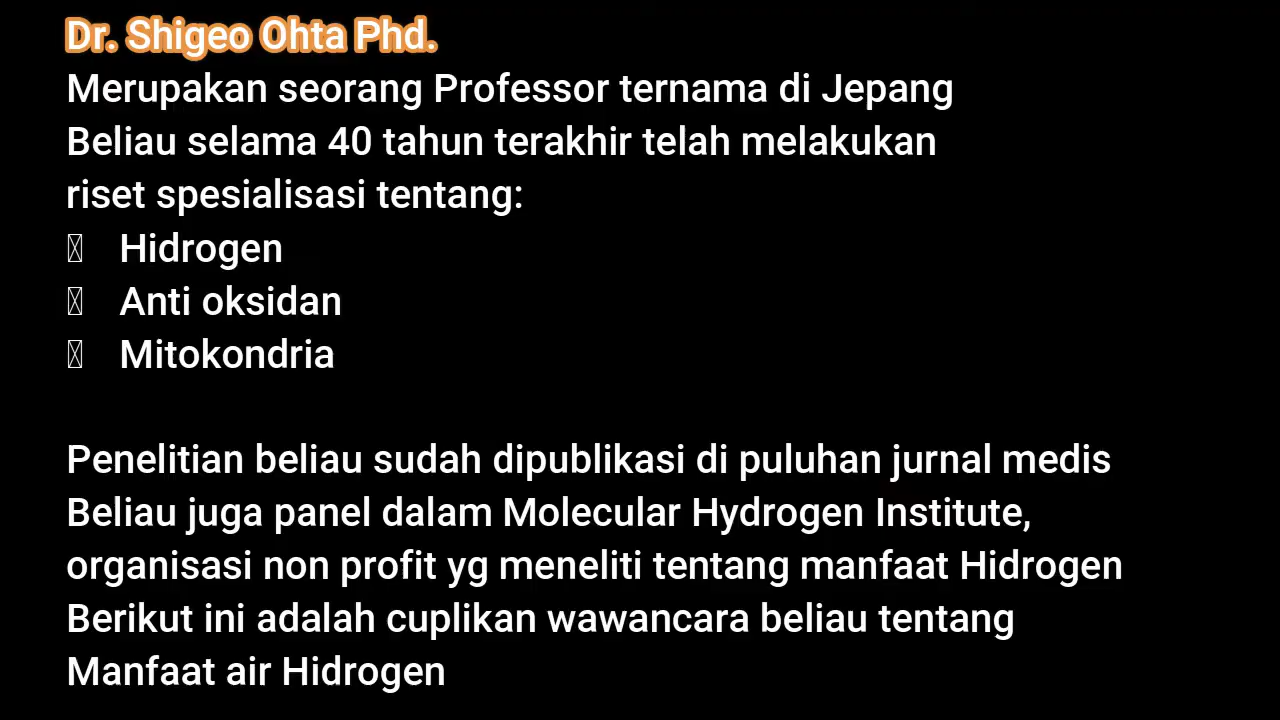 Dr. Shigeo Ohta Phd.
Merupakan seorang Professor ternama di Jepang
Beliau selama 40 tahun terakhir telah melakukan
riset spesialisasi tentang:
Hidrogen
Anti oksidan
Mitokondria
Penelitian beliau sudah dipublikasi di puluhan jurnal medis
Beliau juga panel dalam Molecular Hydrogen Institute,
organisasi non profit yg meneliti tentang manfaat Hidrogen
Berikut ini adalah cuplikan wawancara beliau tentang
Manfaat air Hidrogen